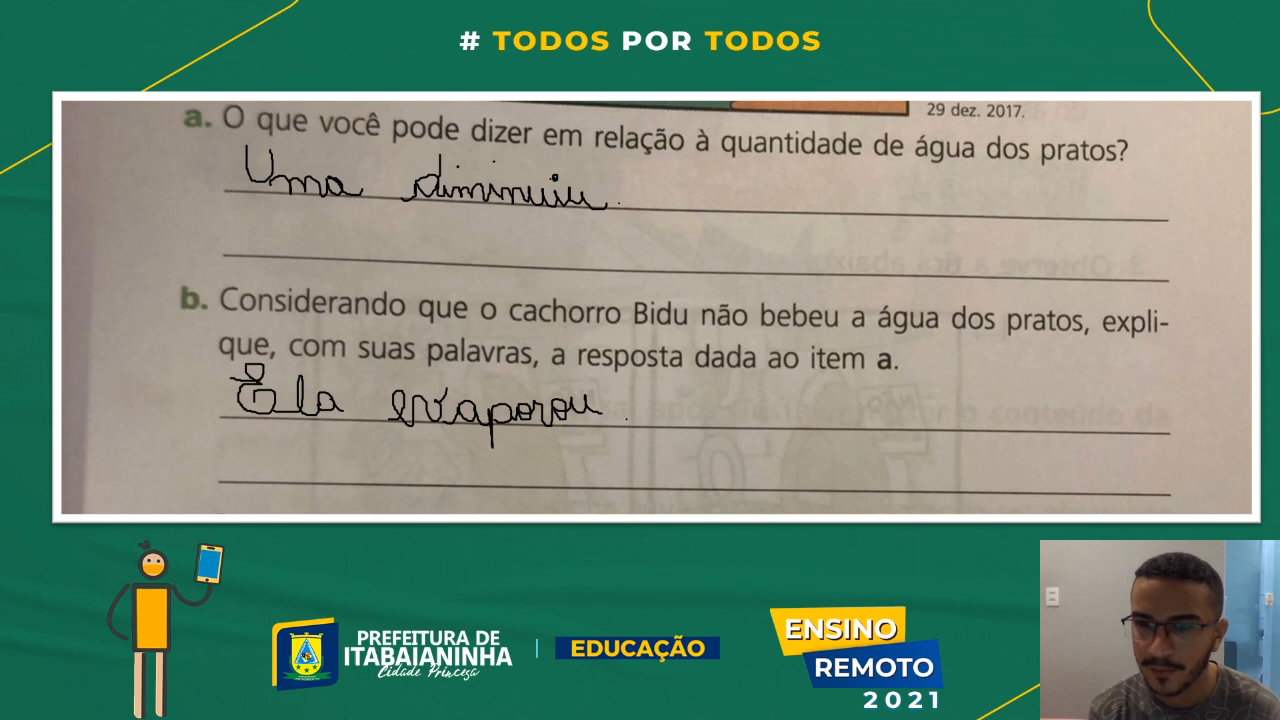 # TODOS POR TODOS
29 dez. 2017.
a. O que você pode dizer em relação à quantidade de água dos pratos?
Uma diminuiu.
b. Considerando que o cachorro Bidu não bebeu a água dos pratos, expli-
que, com suas palavras, a resposta dada ao item a.
Ela evaporou.
PREFEITURA DE
ITABAIANINHA
Cidade Princesa
EDUCAÇÃO
ENSINO
REMOTO
2021